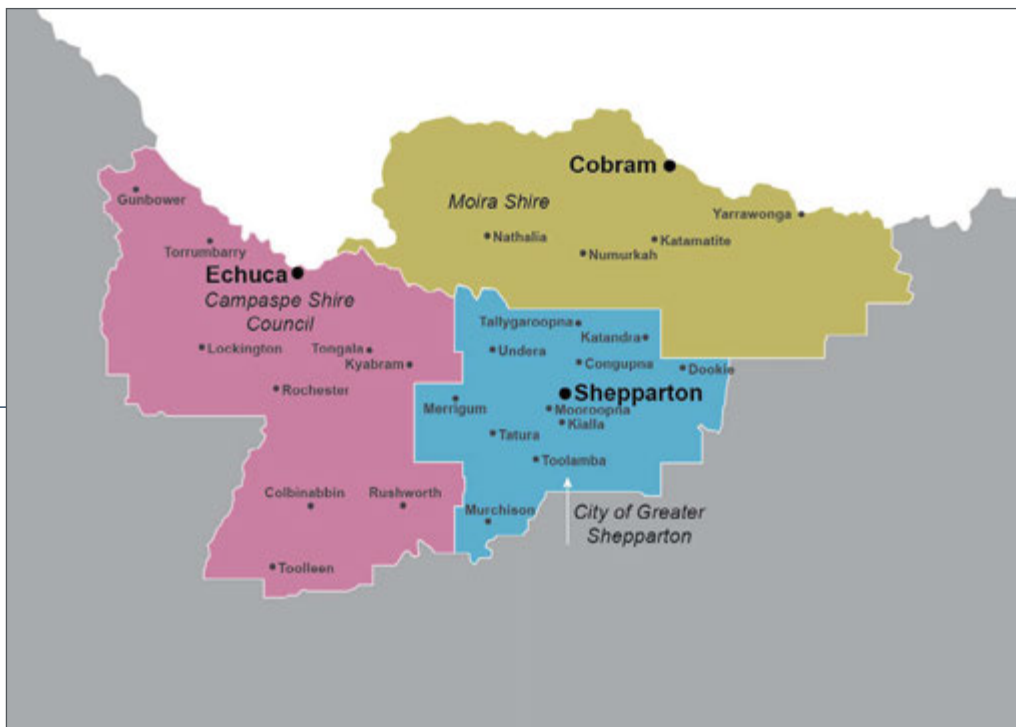 Cobram
Gunbower
Moira Shire
Yarrawonga
Nathalia
Katamatite
Torrumbarry
Numurkah
Echuca
Campaspe Shire
Council
Tallygaroopna
Katandra
Lockington
Tongala
Undera
Kyabram
Congupna
Dookie
Rochester
Shepparton
Merrigum
Mooroopna
Kialla
Tatura
Toolamba
Colbinabbin
Rushworth
Murchison
City of Greater
Shepparton
Toolleen